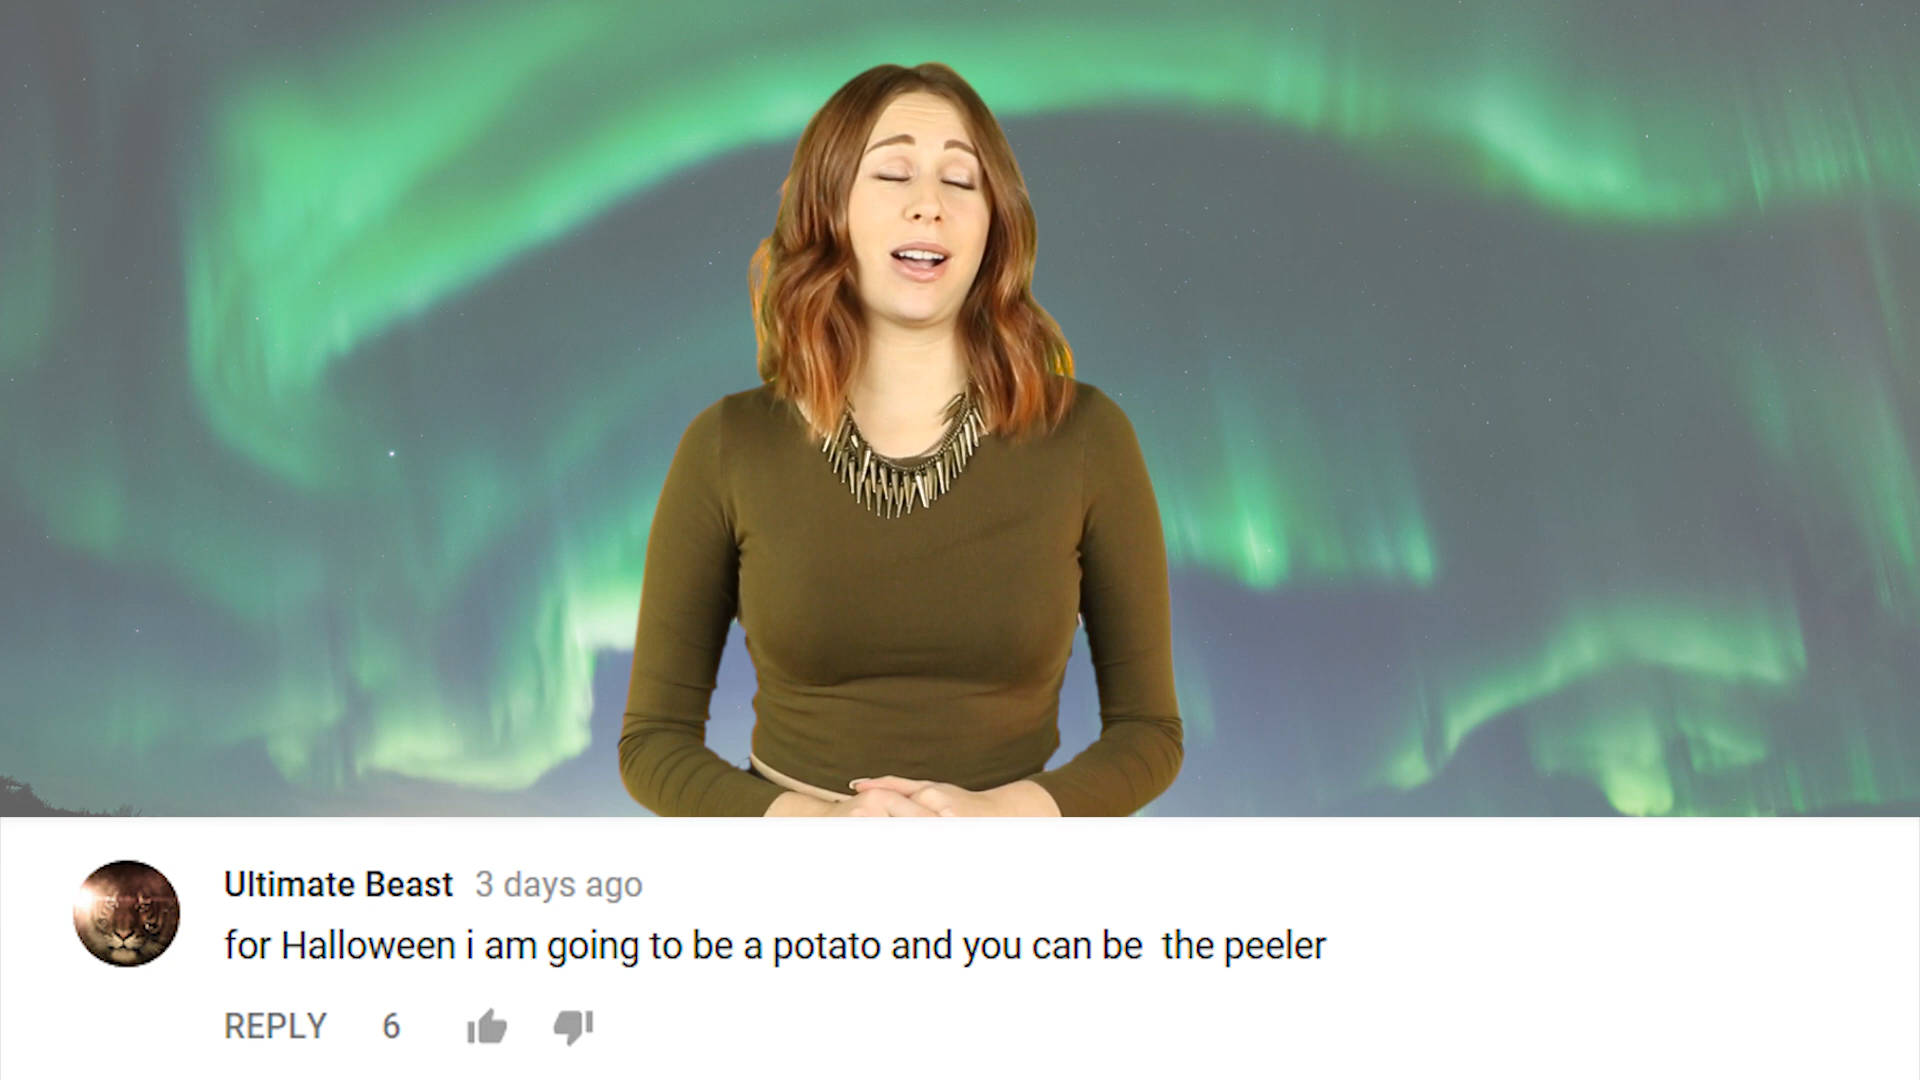 Ultimate Beast 3 days ago
for Halloween i am going to be a potato and you can be  the peeler
REPLY 6